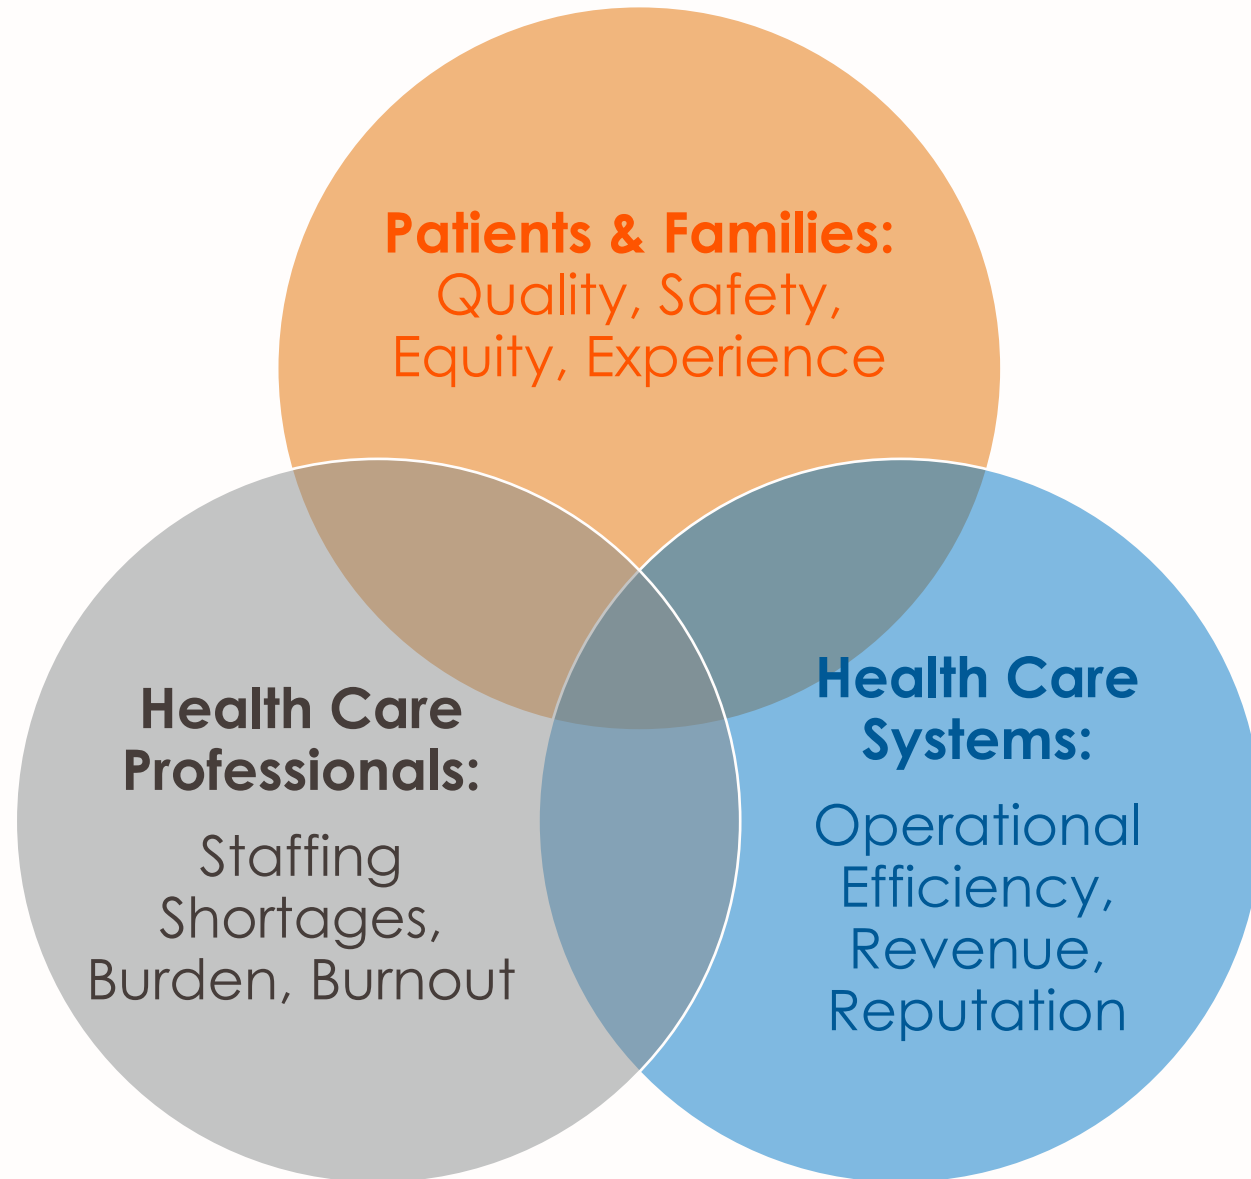 Patients & Families:
Quality, Safety,
Equity, Experience
Health Care
Professionals:
Staffing
Shortages,
Burden, Burnout
Health Care
Systems:
Operational
Efficiency,
Revenue,
Reputation